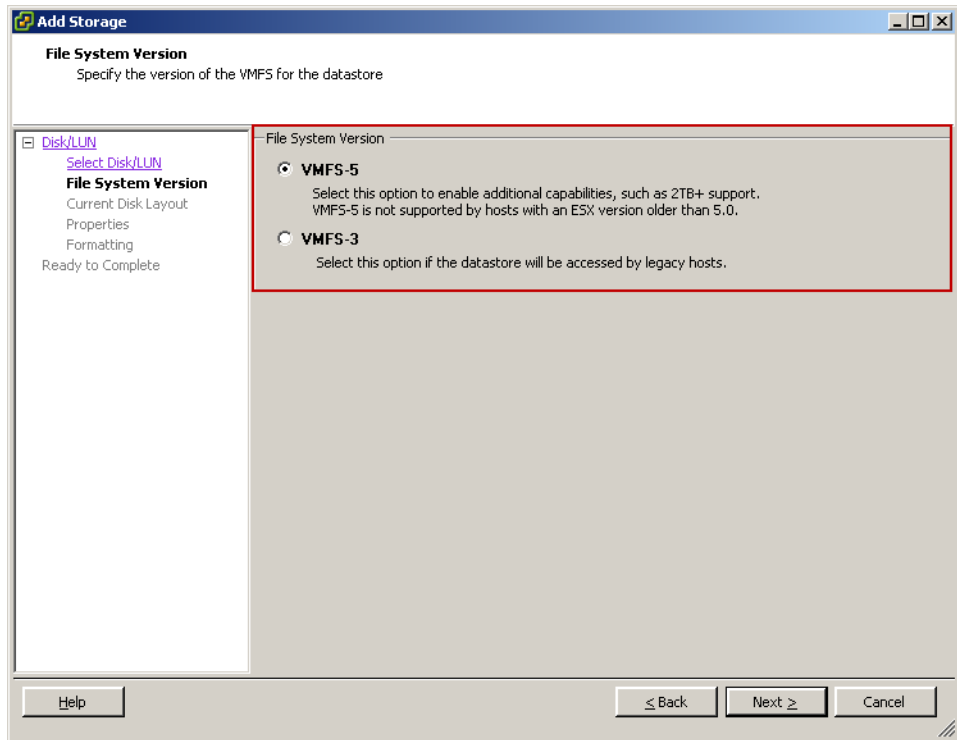 Add Storage
File System Version
Specify the version of the VMFS for the datastore
Disk/LUN
Select Disk/LUN
File System Version
Current Disk Layout
Properties
Formatting
Ready to Complete
File System Version
VMFS-5
Select this option to enable additional capabilities, such as 2TB+ support.
VMFS-5 is not supported by hosts with an ESX version older than 5.0.
VMFS-3
Select this option if the datastore will be accessed by legacy hosts.
Help
≤ Back
Next ≥
Cancel